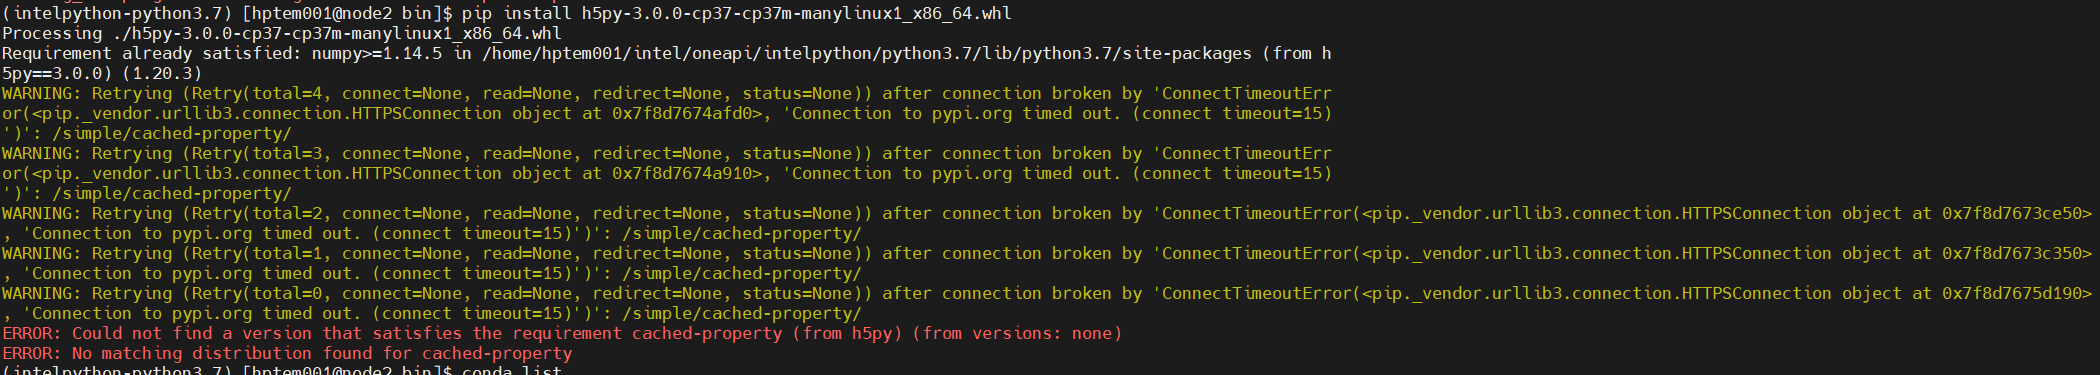 (intelpython-python3.7) [hptem001@node2 bin]$ pip install h5py-3.0.0-cp37-cp37m-manylinux1_x86_64.whl
Processing ./h5py-3.0.0-cp37-cp37m-manylinux1_x86_64.whl
Requirement already satisfied: numpy>=1.14.5 in /home/hptem001/intel/oneapi/intelpython/python3.7/lib/python3.7/site-packages (from h
5py==3.0.0) (1.20.3)
WARNING: Retrying (Retry(total=4, connect=None, read=None, redirect=None, status=None)) after connection broken by 'ConnectTimeoutErr
or(<pip._vendor.urllib3.connection.HTTPSConnection object at 0x7f8d7674afd0>, 'Connection to pypi.org timed out. (connect timeout=15)
')': /simple/cached-property/
WARNING: Retrying (Retry(total=3, connect=None, read=None, redirect=None, status=None)) after connection broken by 'ConnectTimeoutErr
or(<pip._vendor.urllib3.connection.HTTPSConnection object at 0x7f8d7674a910>, 'Connection to pypi.org timed out. (connect timeout=15)
')': /simple/cached-property/
WARNING: Retrying (Retry(total=2, connect=None, read=None, redirect=None, status=None)) after connection broken by 'ConnectTimeoutError(<pip._vendor.urllib3.connection.HTTPSConnection object at 0x7f8d7673ce50>
, 'Connection to pypi.org timed out. (connect timeout=15)')': /simple/cached-property/
WARNING: Retrying (Retry(total=1, connect=None, read=None, redirect=None, status=None)) after connection broken by 'ConnectTimeoutError(<pip._vendor.urllib3.connection.HTTPSConnection object at 0x7f8d7673c350>
, 'Connection to pypi.org timed out. (connect timeout=15)')': /simple/cached-property/
WARNING: Retrying (Retry(total=0, connect=None, read=None, redirect=None, status=None)) after connection broken by 'ConnectTimeoutError(<pip._vendor.urllib3.connection.HTTPSConnection object at 0x7f8d7675d190>
, 'Connection to pypi.org timed out. (connect timeout=15)')': /simple/cached-property/
ERROR: Could not find a version that satisfies the requirement cached-property (from h5py) (from versions: none)
ERROR: No matching distribution found for cached-property
(intelpython-python3.7) [hptem001@node2 bin]$ conda list